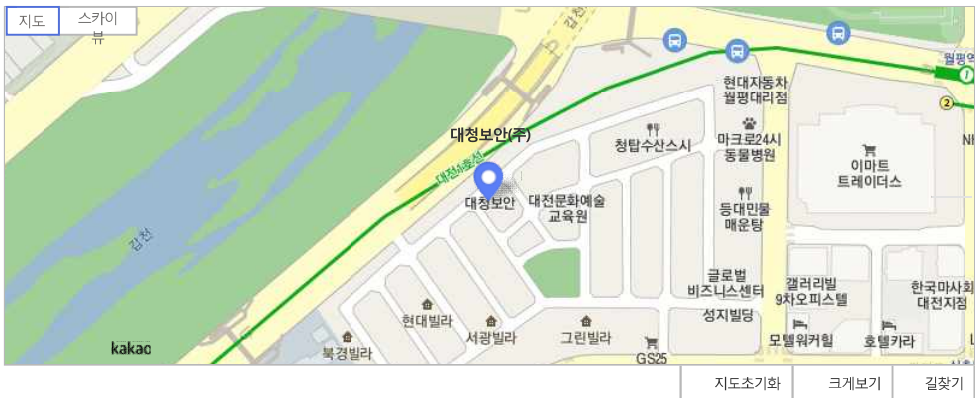 지도
스카이
뷰
갑천
월평역
현대자동차
월평대리점
2
대청보안(주)
청탑수산스시
마크로24시
동물병원
이마트
트레이더스
대전1호선
대청보안
대전문화예술
교육원
등대민물
매운탕
갑천
글로벌
비즈니스센터
갤러리빌
9차오피스텔
한국마사회
대전지점
현대빌라
성지빌딩
서광빌라
그린빌라
모텔워커힐
호텔카라
kakao
북경빌라
GS25
지도초기화
크게보기
길찾기